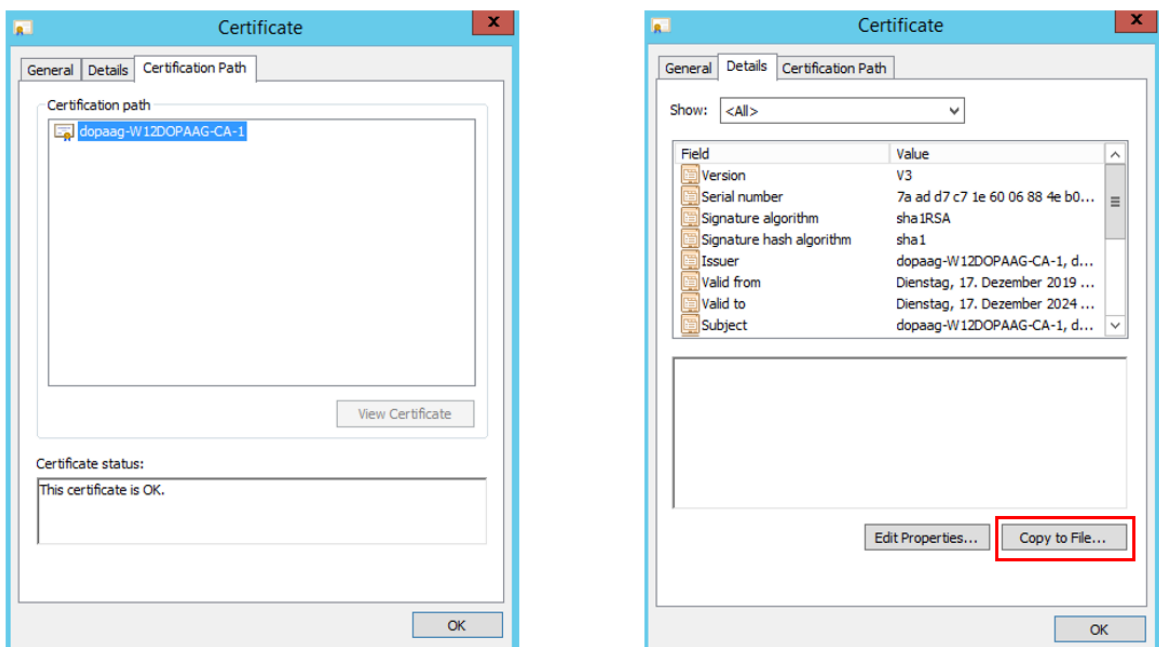 Certificate
x
General
Details
Certification Path
Certification path
dopaag-W12DOPAAG-CA-1
View Certificate
Certificate status:
This certificate is OK.
OK
Certificate
x
General
Details
Certification Path
Show:
<All>
Field Value
Version V3
Serial number 7a ad d7 c7 1e 60 06 88 4e b0...
Signature algorithm sha1RSA
Signature hash algorithm sha1
Issuer dopaag-W12DOPAAG-CA-1, d...
Valid from Dienstag, 17. Dezember 2019 ...
Valid to Dienstag, 17. Dezember 2024 ...
Subject dopaag-W12DOPAAG-CA-1, d...
Edit Properties...
Copy to File...
OK